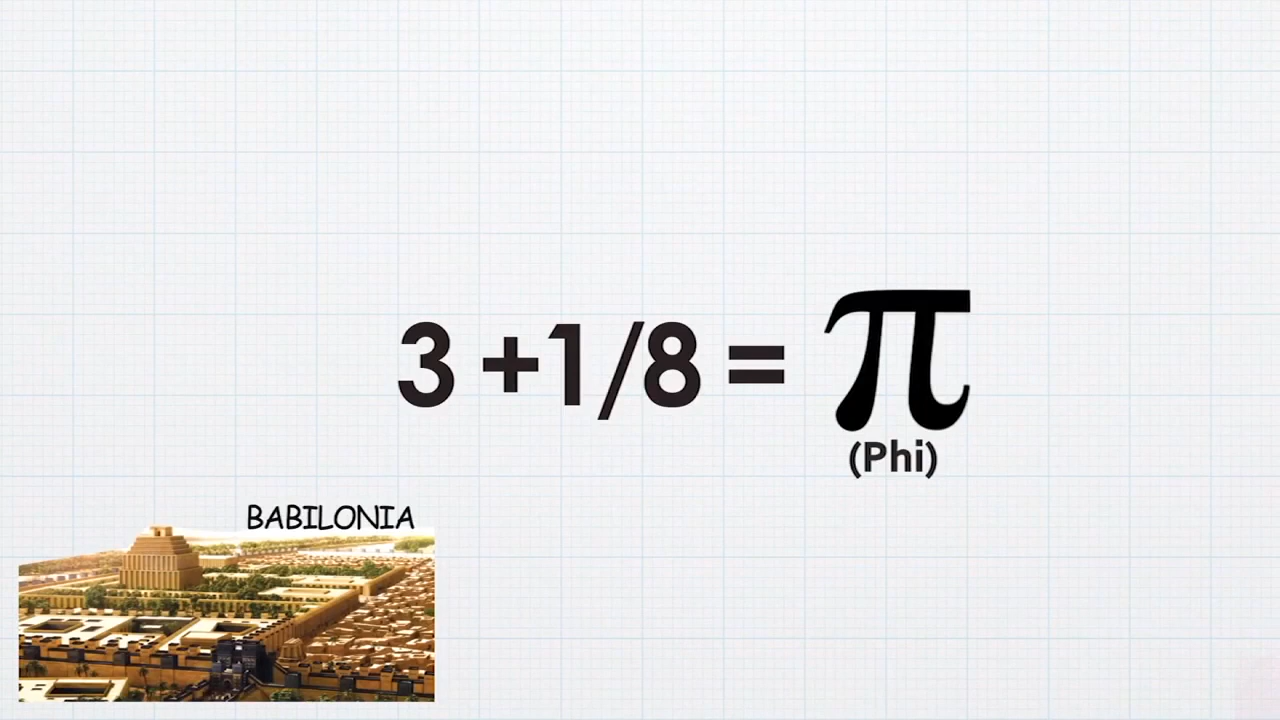 3 +1/8 = π
(Phi)
BABILONIA